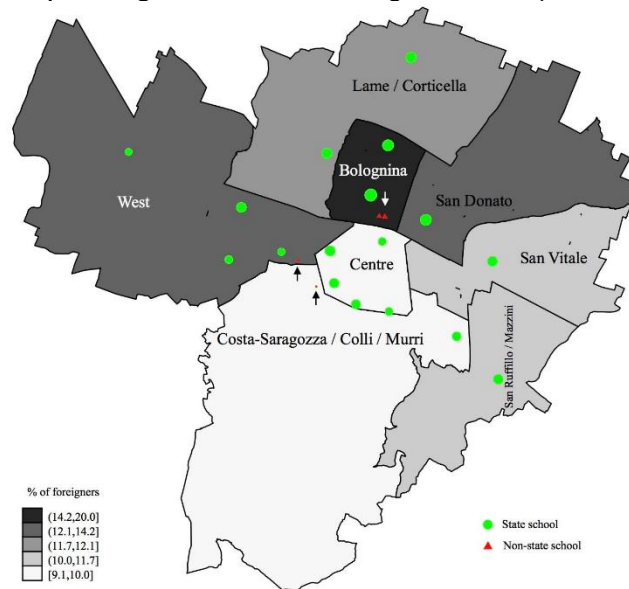 Lame / Corticella
Bolognina
West
San Donato
San Vitale
Centre
Costa-Saragozza / Colli / Murri
San Ruffillo / Mazzini
% of foreigners
(14.2,20.0]
(12.1,14.2]
(11.7,12.1]
(10.0,11.7]
[9.1,10.0]
State school
Non-state school